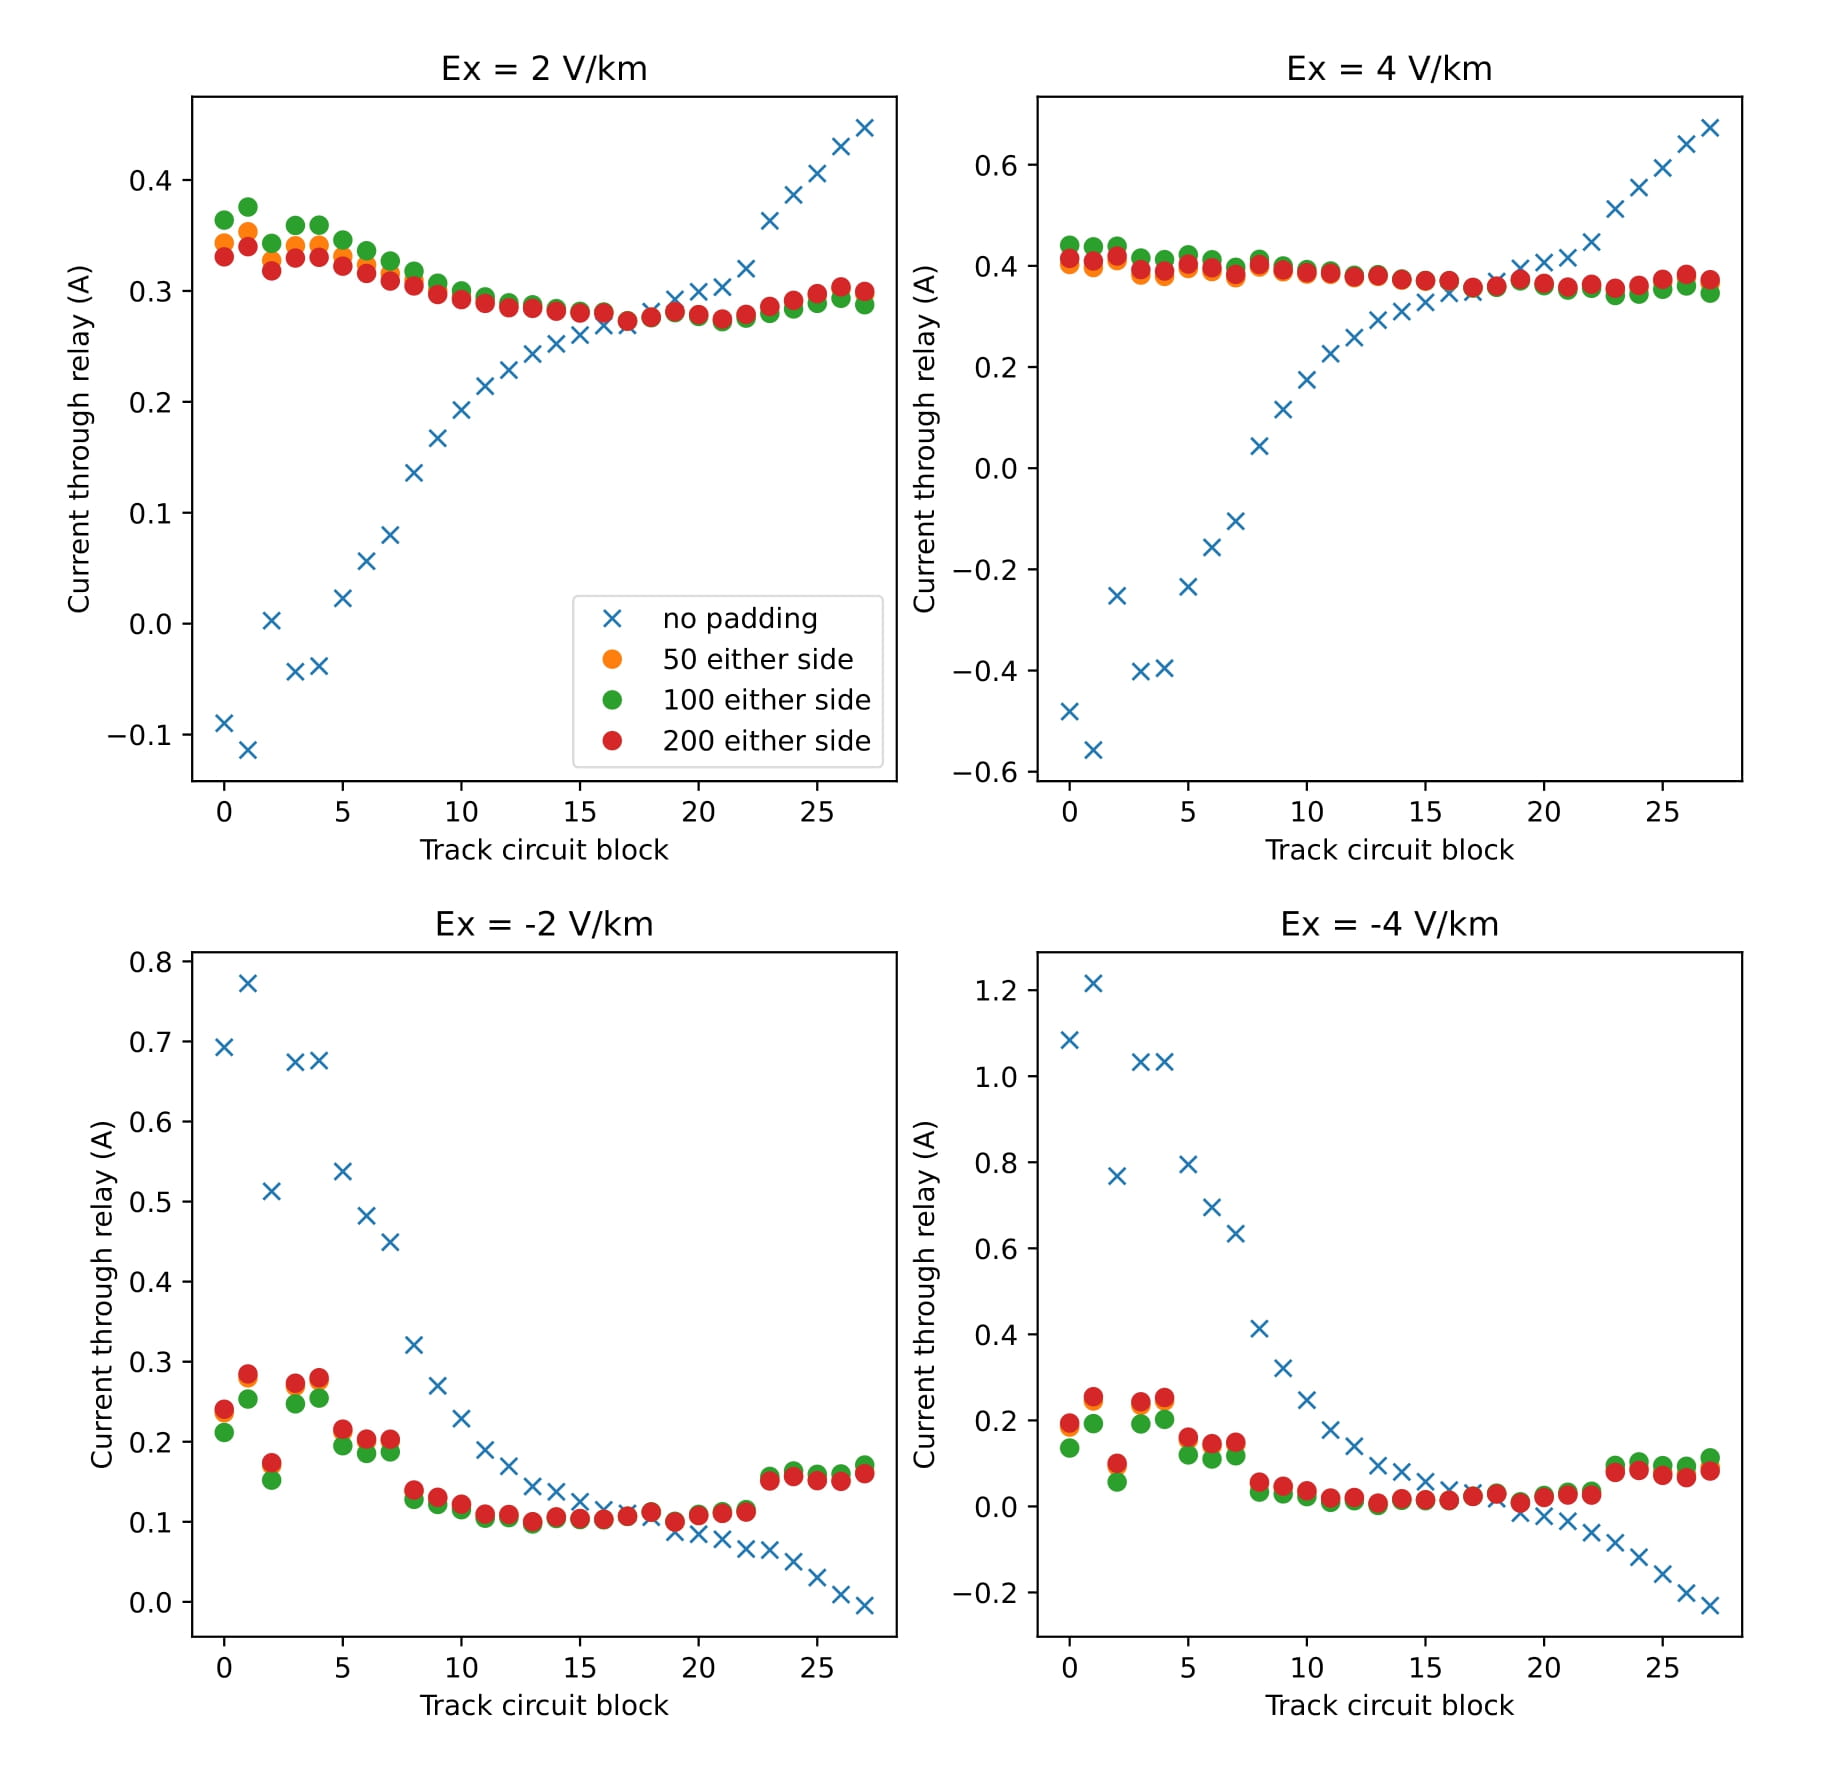 Ex = 2 V/km
0.4
0.3
0.2
0.1
0.0
−0.1
Current through relay (A)
no padding
50 either side
100 either side
200 either side
0 5 10 15 20 25
Track circuit block
Ex = 4 V/km
0.6
0.4
0.2
0.0
−0.2
−0.4
−0.6
Current through relay (A)
0 5 10 15 20 25
Track circuit block
Ex = -2 V/km
0.8
0.7
0.6
0.5
0.4
0.3
0.2
0.1
0.0
Current through relay (A)
0 5 10 15 20 25
Track circuit block
Ex = -4 V/km
1.2
1.0
0.8
0.6
0.4
0.2
0.0
−0.2
Current through relay (A)
0 5 10 15 20 25
Track circuit block